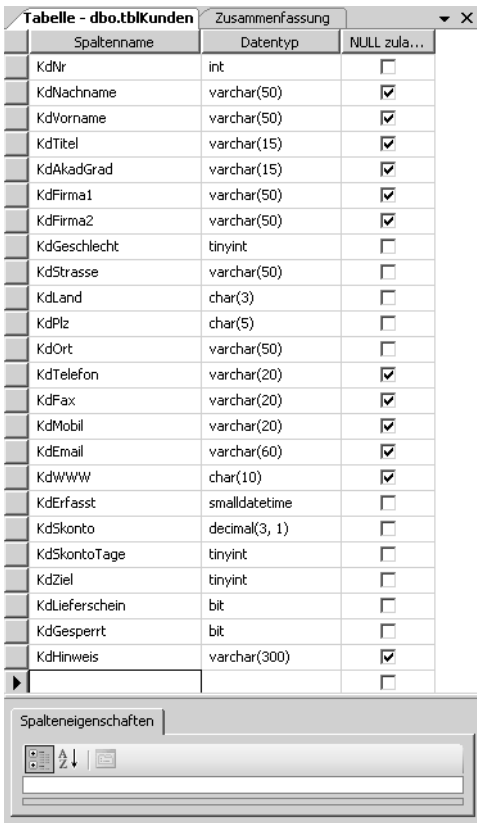 Tabelle - dbo.tblKunden Zusammenfassung
Spaltenname Datentyp NULL zula...
KdNr int
KdNachname varchar(50)
KdVorname varchar(50)
KdTitel varchar(15)
KdAkadGrad varchar(15)
KdFirma1 varchar(50)
KdFirma2 varchar(50)
KdGeschlecht tinyint
KdStrasse varchar(50)
KdLand char(3)
KdPlz char(5)
KdOrt varchar(50)
KdTelefon varchar(20)
KdFax varchar(20)
KdMobil varchar(20)
KdEmail varchar(60)
KdWWW char(10)
KdErfasst smalldatetime
KdSkonto decimal(3, 1)
KdSkontoTage tinyint
KdZiel tinyint
KdLieferschein bit
KdGesperrt bit
KdHinweis varchar(300)
Spalteneigenschaften